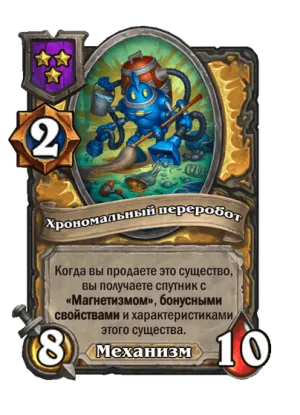 2
Хрономальный переробот
Когда вы продаете это существо,
вы получаете спутник с
«Магнетизмом», бонусными
свойствами и характеристиками
этого существа.
8
Механизм
10